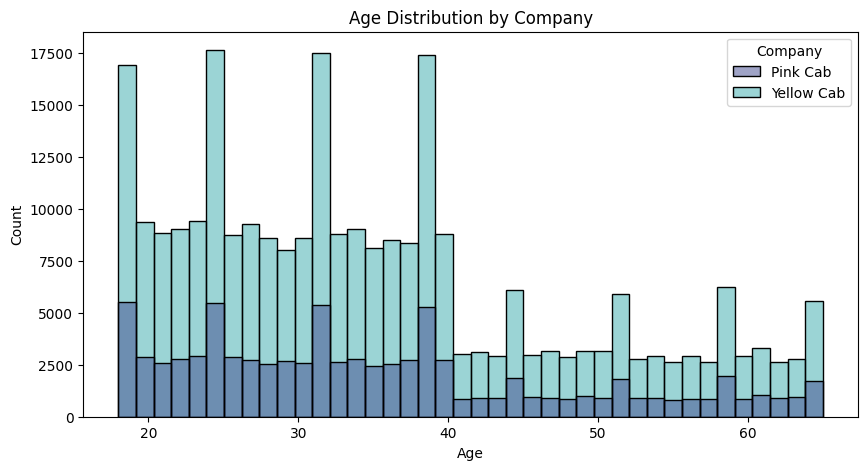 Age Distribution by Company
17500
15000
12500
10000
7500
5000
2500
0
Count
Company
Pink Cab
Yellow Cab
20
30
40
50
60
Age